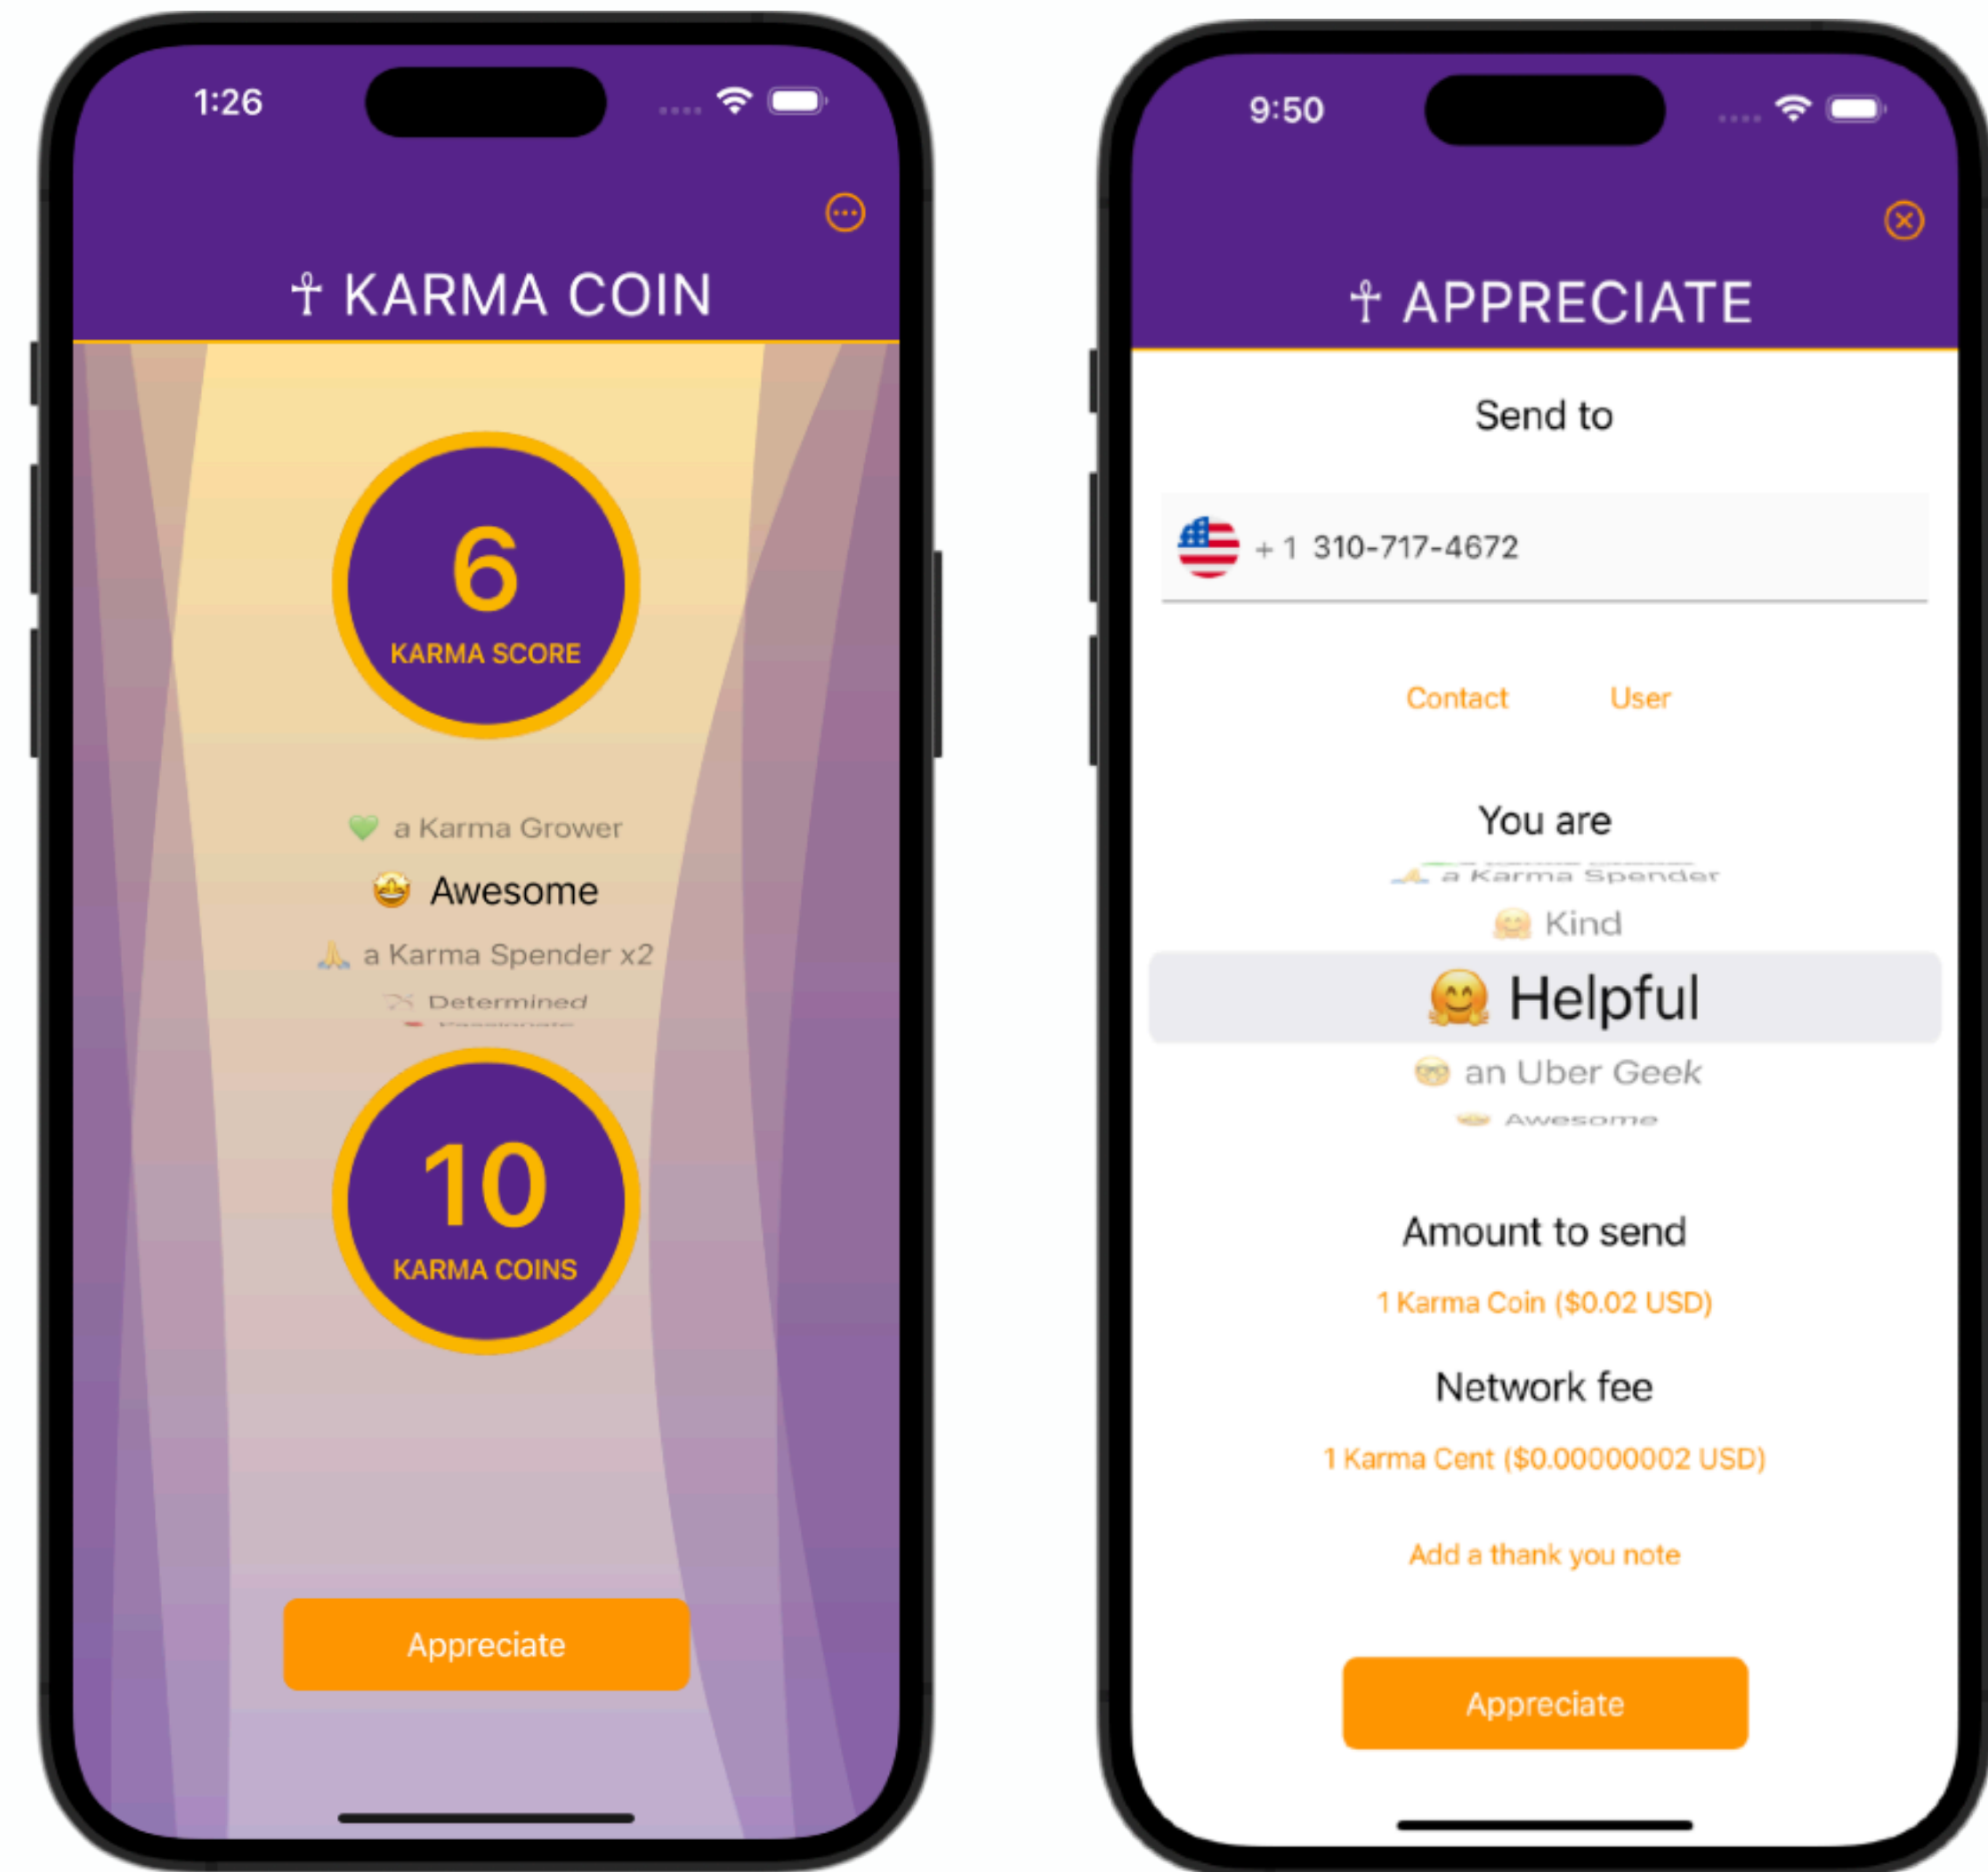 1:26
☥ KARMA COIN
6
KARMA SCORE
💚 a Karma Grower
🤩 Awesome
🙏 a Karma Spender x2
Determined
10
KARMA COINS
Appreciate
9:50
☥ APPRECIATE
Send to
+ 1 310-717-4672
Contact User
You are
🙏 a Karma Spender
🤗 Kind
🤗 Helpful
🤓 an Uber Geek
🤩 Awesome
Amount to send
1 Karma Coin ($0.02 USD)
Network fee
1 Karma Cent ($0.00000002 USD)
Add a thank you note
Appreciate